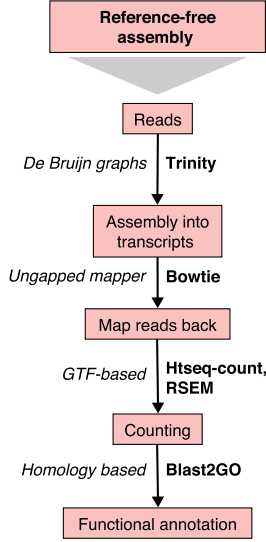 Reference-free
assembly
Reads
De Bruijn graphs Trinity
Assembly into
transcripts
Ungapped mapper Bowtie
Map reads back
GTF-based Htseq-count,
RSEM
Counting
Homology based Blast2GO
Functional annotation